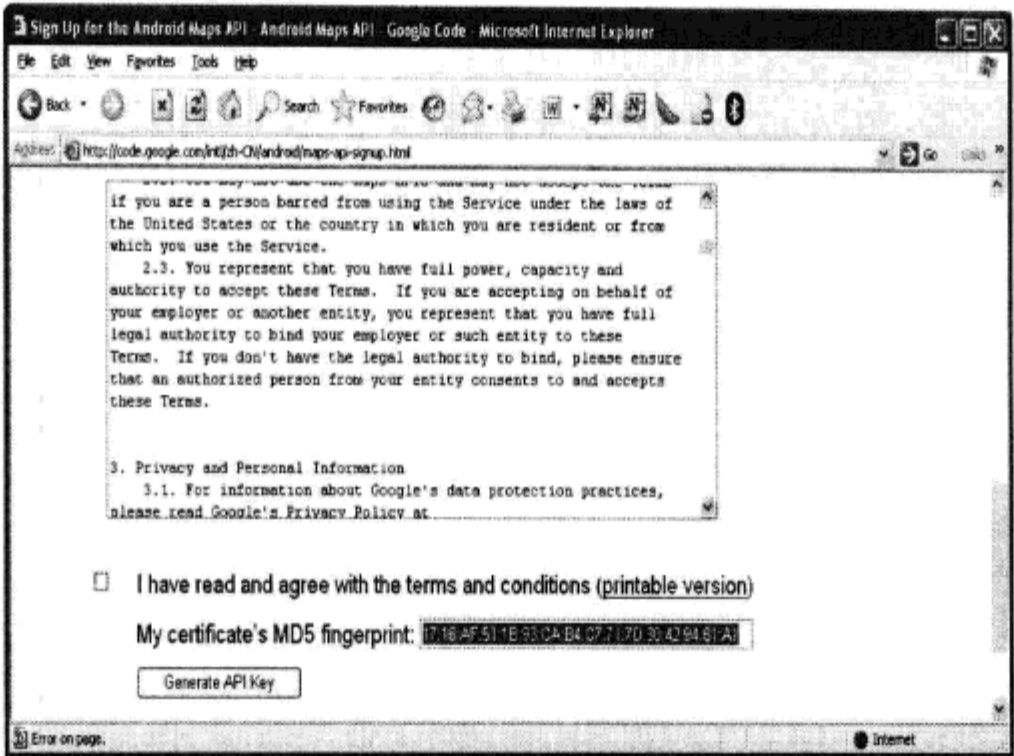 Sign Up for the Android Maps API - Android Maps API - Google Code - Microsoft Internet Explorer
File Edit View Favorites Tools Help
Back Search Favorites
Address http://code.google.com/intl/zh-CN/android/maps-api-signup.html Go Links
if you are a person barred from using the Service under the laws of
the United States or the country in which you are resident or from
which you use the Service.
2.3. You represent that you have full power, capacity and
authority to accept these Terms. If you are accepting on behalf of
your employer or another entity, you represent that you have full
legal authority to bind your employer or such entity to these
Terms. If you don't have the legal authority to bind, please ensure
that an authorized person from your entity consents to and accepts
these Terms.
3. Privacy and Personal Information
3.1. For information about Google's data protection practices,
please read Google's Privacy Policy at
I have read and agree with the terms and conditions (printable version)
My certificate's MD5 fingerprint:
Generate API Key
Error on page. Internet